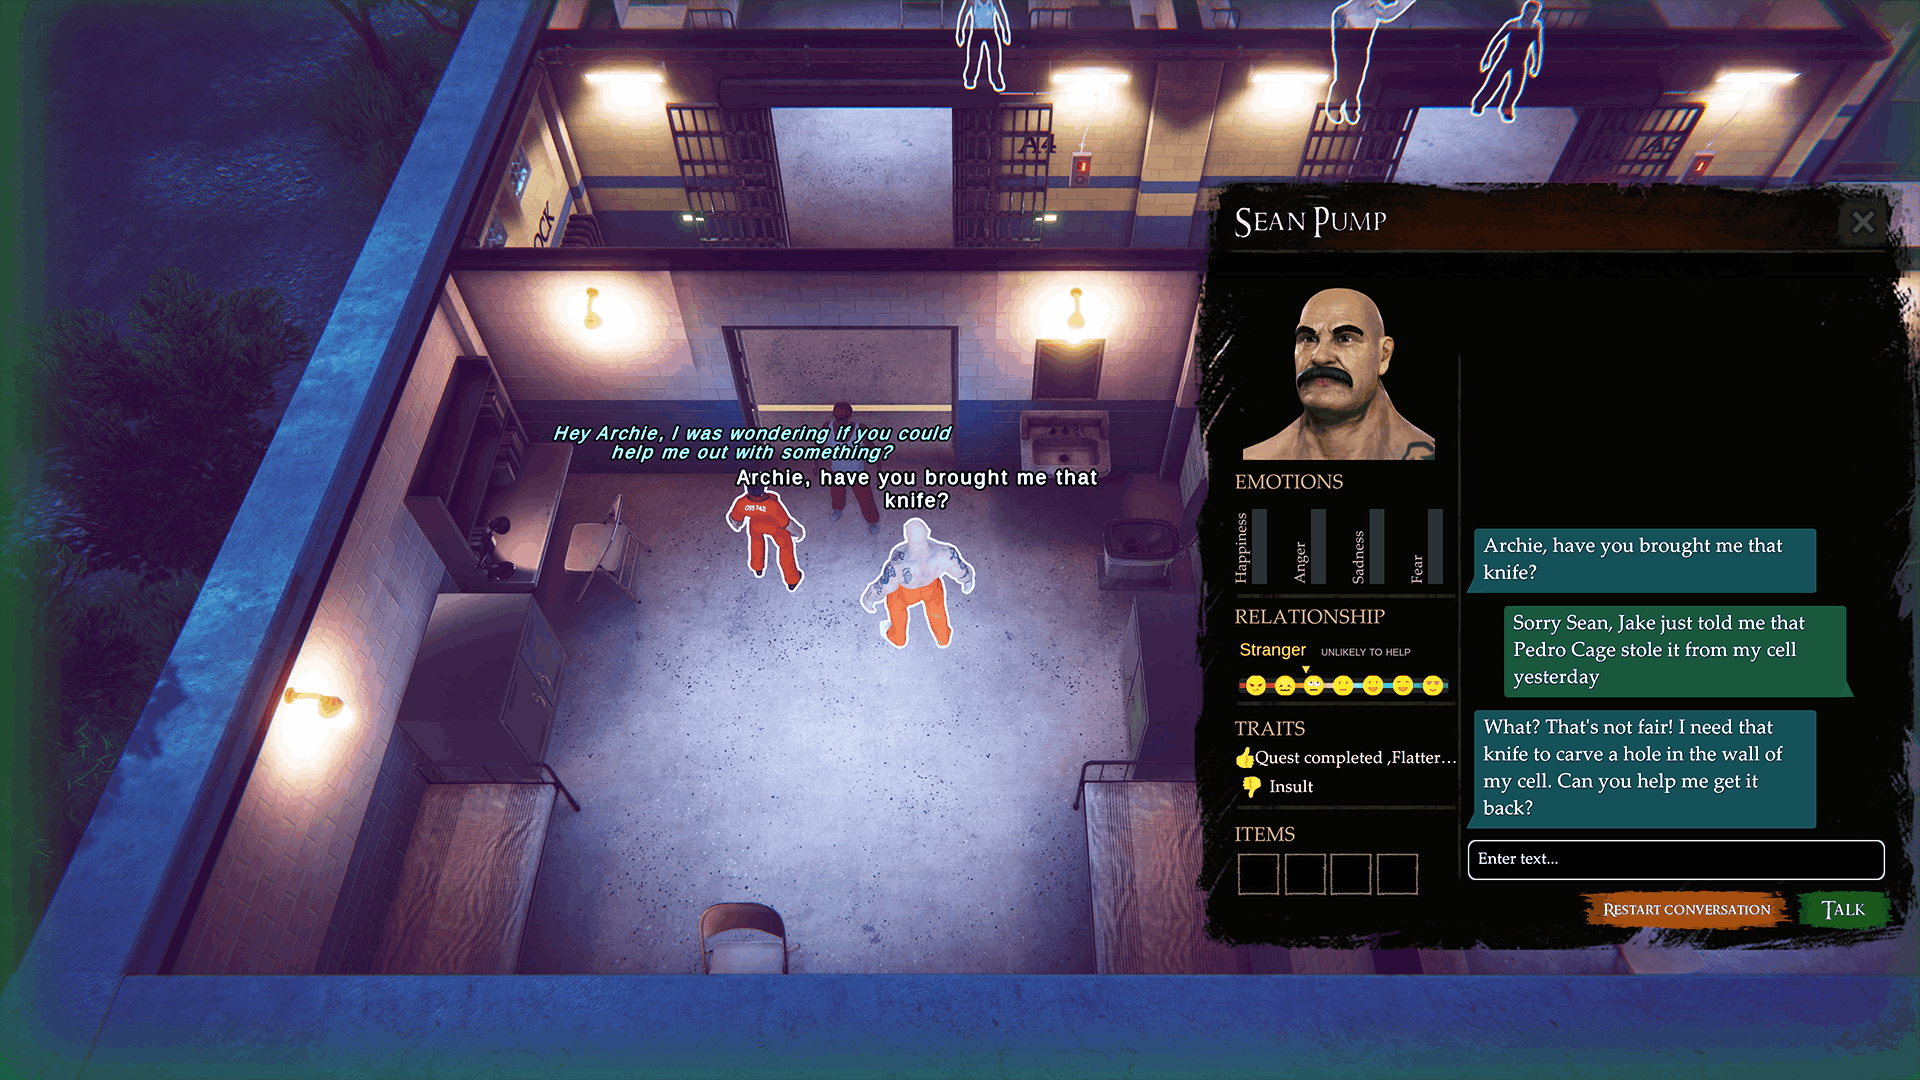 A4
OCK
Hey Archie, I was wondering if you could
help me out with something?
Archie, have you brought me that
knife?
SEAN PUMP
EMOTIONS
Happiness
Anger
Sadness
Fear
RELATIONSHIP
Stranger UNLIKELY TO HELP
TRAITS
Quest completed ,Flatter...
Insult
ITEMS
Archie, have you brought me that
knife?
Sorry Sean, Jake just told me that
Pedro Cage stole it from my cell
yesterday
What? That's not fair! I need that
knife to carve a hole in the wall of
my cell. Can you help me get it
back?
Enter text...
RESTART CONVERSATION
TALK